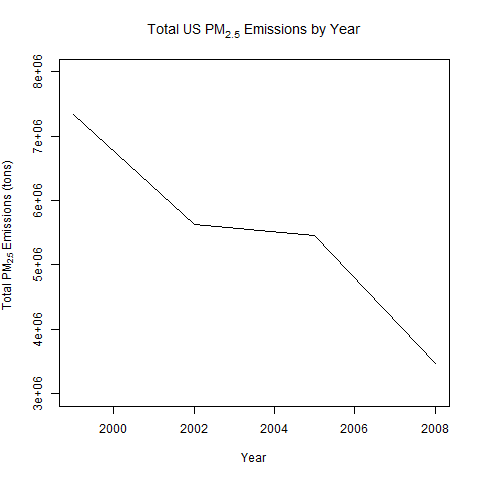 Total US PM2.5 Emissions by Year
Total PM2.5 Emissions (tons)
8e+06
7e+06
6e+06
5e+06
4e+06
3e+06
2000 2002 2004 2006 2008
Year